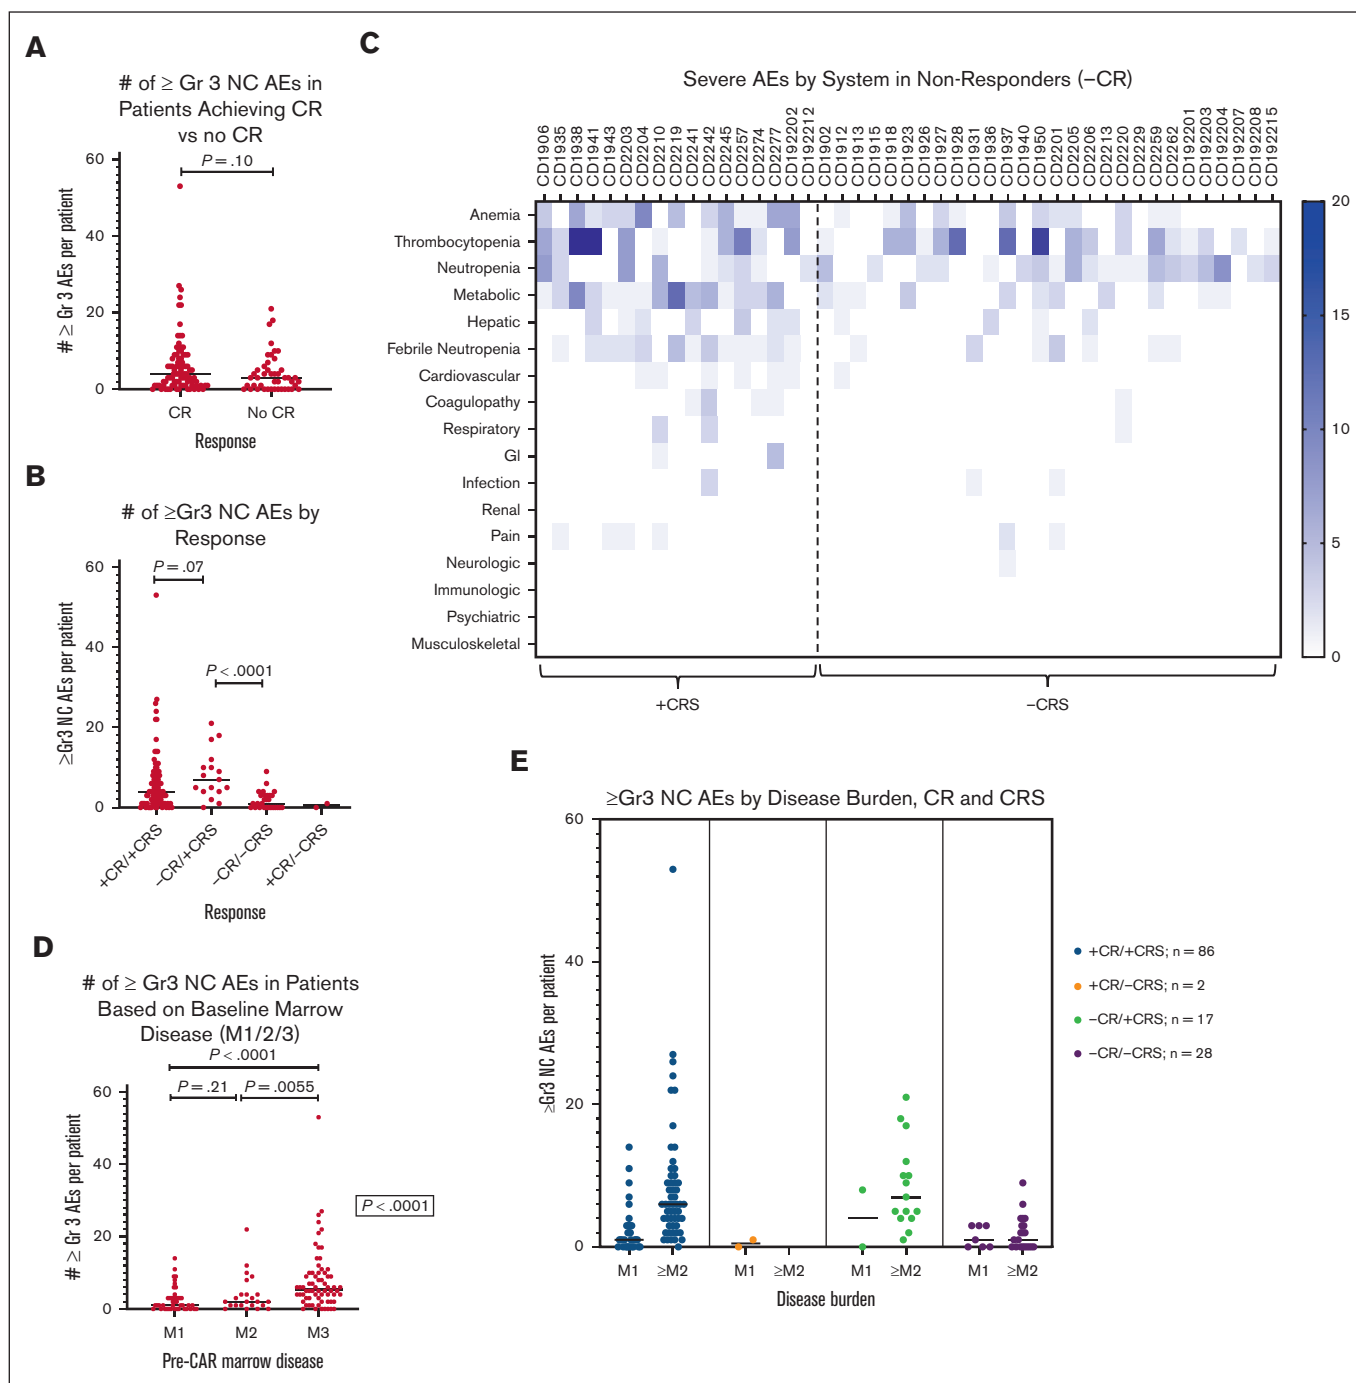 A
# of ≥ Gr 3 NC AEs in
Patients Achieving CR
vs no CR
P = .10
60
40
20
0
# ≥ Gr 3 AEs per patient
CR
No CR
Response
B
# of ≥Gr3 NC AEs by
Response
P = .07
P < .0001
60
40
20
0
≥Gr3 NC AEs per patient
+CR/+CRS
−CR/+CRS
−CR/−CRS
+CR/−CRS
Response
C
Severe AEs by System in Non-Responders (−CR)
CD1906
CD1935
CD1938
CD1941
CD1943
CD2203
CD2204
CD2210
CD2219
CD2241
CD2242
CD2245
CD2257
CD2274
CD2277
CD192202
CD192212
CD1902
CD1912
CD1913
CD1915
CD1918
CD1923
CD1926
CD1927
CD1928
CD1931
CD1936
CD1937
CD1940
CD1950
CD2201
CD2205
CD2206
CD2213
CD2220
CD2229
CD2259
CD2262
CD192201
CD192203
CD192204
CD192207
CD192208
CD192215
Anemia
Thrombocytopenia
Neutropenia
Metabolic
Hepatic
Febrile Neutropenia
Cardiovascular
Coagulopathy
Respiratory
GI
Infection
Renal
Pain
Neurologic
Immunologic
Psychiatric
Musculoskeletal
+CRS
−CRS
20
15
10
5
0
D
# of ≥ Gr3 NC AEs in Patients
Based on Baseline Marrow
Disease (M1/2/3)
P < .0001
P = .21
P = .0055
P < .0001
60
40
20
0
# ≥ Gr 3 AEs per patient
M1
M2
M3
Pre-CAR marrow disease
E
≥Gr3 NC AEs by Disease Burden, CR and CRS
60
40
20
0
≥Gr3 NC AEs per patient
M1
≥M2
M1
≥M2
M1
≥M2
M1
≥M2
Disease burden
+CR/+CRS; n = 86
+CR/−CRS; n = 2
−CR/+CRS; n = 17
−CR/−CRS; n = 28